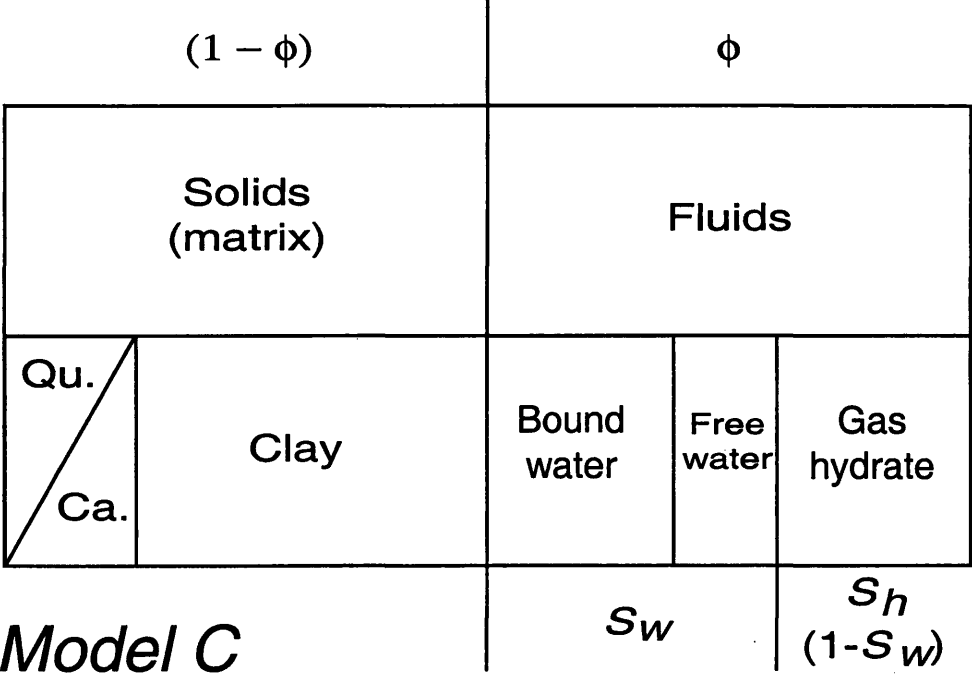 (1 − ϕ)
ϕ
Solids
(matrix)
Fluids
Qu.
Ca.
Clay
Bound
water
Free
water
Gas
hydrate
Sw
Sh
(1-Sw)
Model C